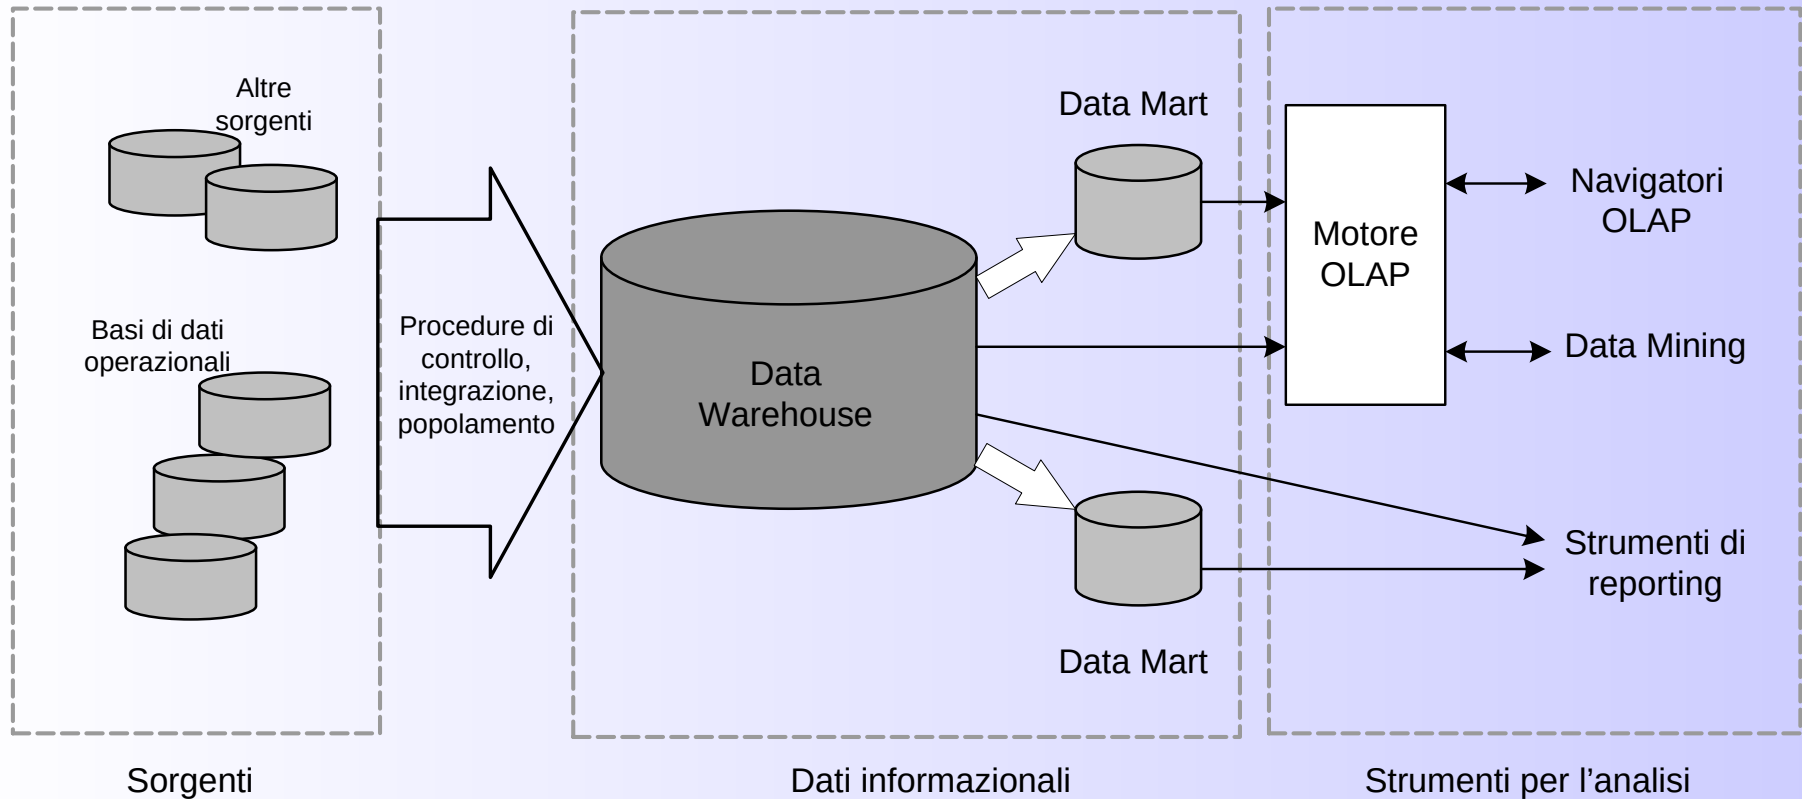 Altre
sorgenti
Basi di dati
operazionali
Procedure di
controllo,
integrazione,
popolamento
Data
Warehouse
Data Mart
Data Mart
Motore
OLAP
Navigatori
OLAP
Data Mining
Strumenti di
reporting
Sorgenti
Dati informazionali
Strumenti per l’analisi